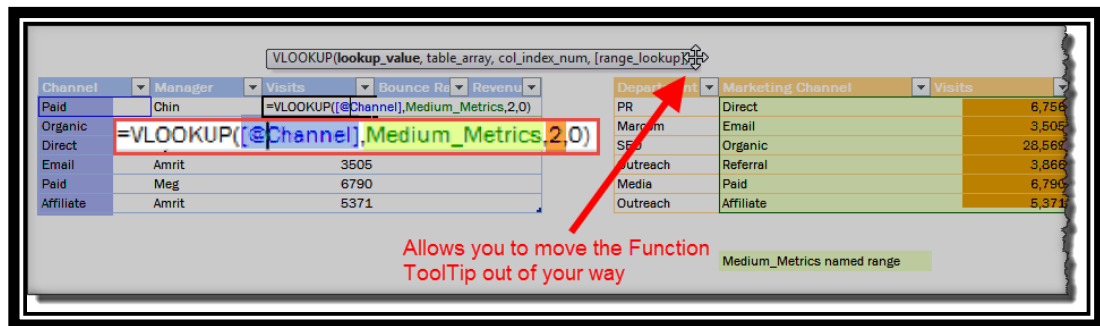 VLOOKUP(lookup_value, table_array, col_index_num, [range_lookup])
Channel Manager Visits Bounce Ra Revenu Department Marketing Channel Visits
Paid Chin =VLOOKUP([@Channel],Medium_Metrics,2,0) PR Direct 6,756
Organic Marcom Email 3,505
=VLOOKUP([@Channel],Medium_Metrics,2,0)
Direct SEO Organic 28,569
Email Amrit 3505 Outreach Referral 3,866
Paid Meg 6790 Media Paid 6,790
Affiliate Amrit 5371 Outreach Affiliate 5,371
Allows you to move the Function
ToolTip out of your way
Medium_Metrics named range